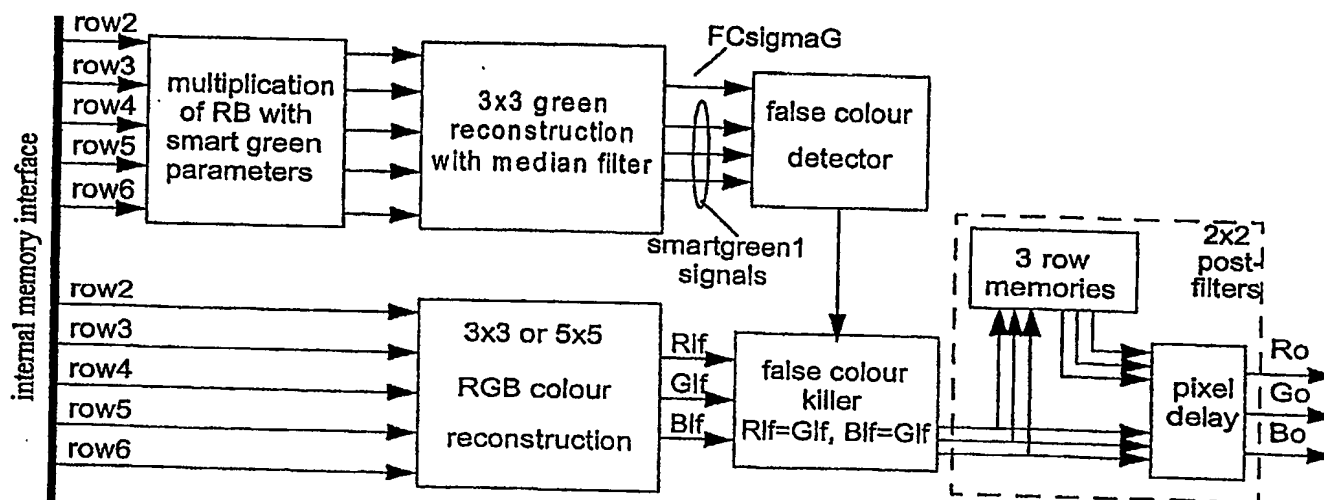 internal memory interface
row2
row3
row4
row5
row6
multiplication
of RB with
smart green
parameters
3x3 green
reconstruction
with median filter
FCsigmaG
smartgreen1
signals
false colour
detector
row2
row3
row4
row5
row6
3x3 or 5x5
RGB colour
reconstruction
Rlf
Glf
Blf
false colour
killer
Rlf=Glf, Blf=Glf
3 row
memories
2x2
post-
filters
pixel
delay
Ro
Go
Bo